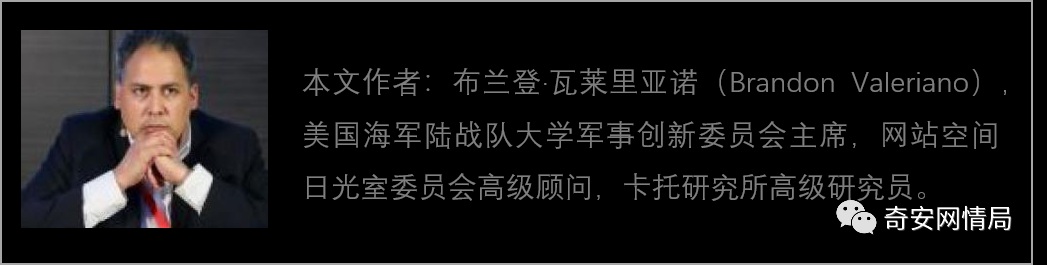 本文作者：布兰登·瓦莱里亚诺（Brandon Valeriano），
美国海军陆战队大学军事创新委员会主席，网站空间
日光室委员会高级顾问，卡托研究所高级研究员。
奇安网情局